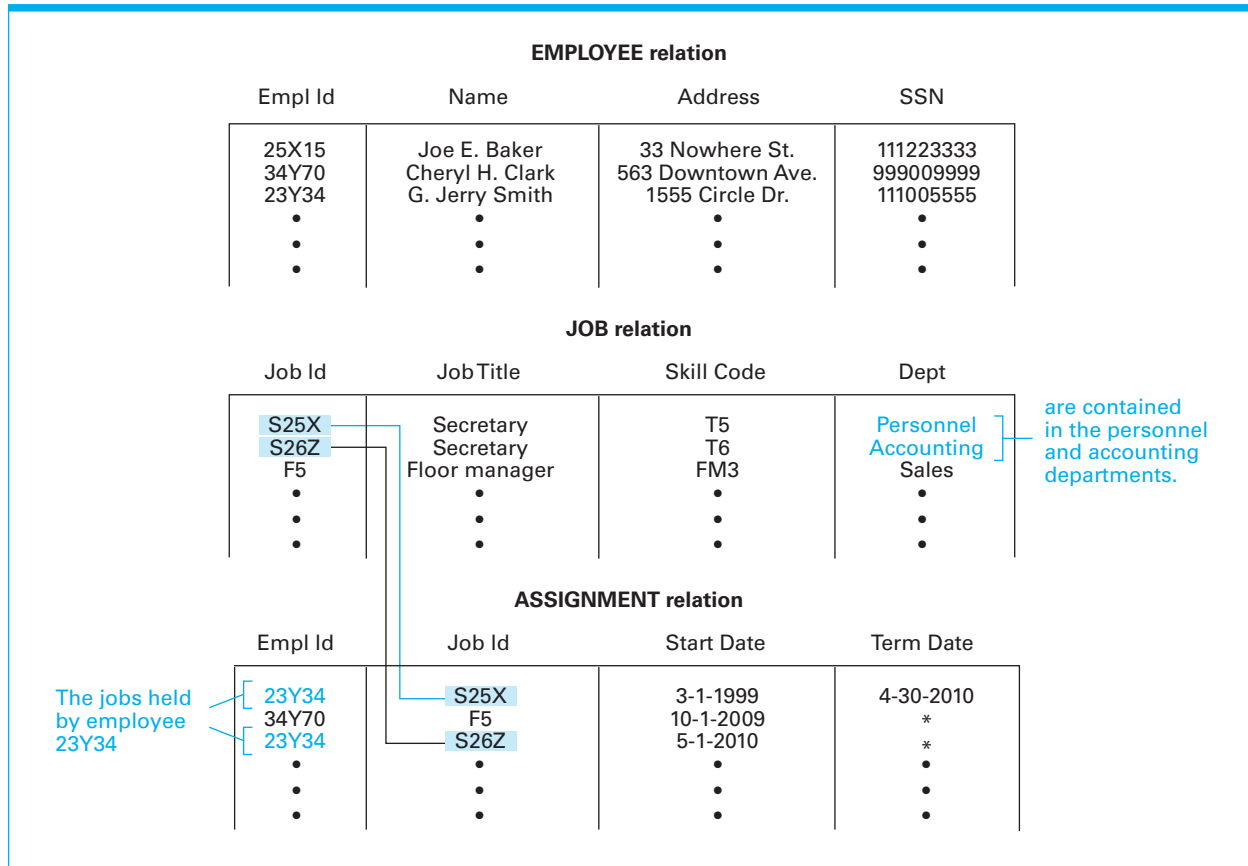 EMPLOYEE relation
Empl Id Name Address SSN
25X15 Joe E. Baker 33 Nowhere St. 111223333
34Y70 Cheryl H. Clark 563 Downtown Ave. 999009999
23Y34 G. Jerry Smith 1555 Circle Dr. 111005555
• • • •
• • • •
• • • •
JOB relation
Job Id Job Title Skill Code Dept
S25X Secretary T5 Personnel
S26Z Secretary T6 Accounting
F5 Floor manager FM3 Sales
• • • •
• • • •
• • • •
are contained
in the personnel
and accounting
departments.
ASSIGNMENT relation
Empl Id Job Id Start Date Term Date
23Y34 S25X 3-1-1999 4-30-2010
34Y70 F5 10-1-2009 *
23Y34 S26Z 5-1-2010 *
• • • •
• • • •
• • • •
The jobs held
by employee
23Y34